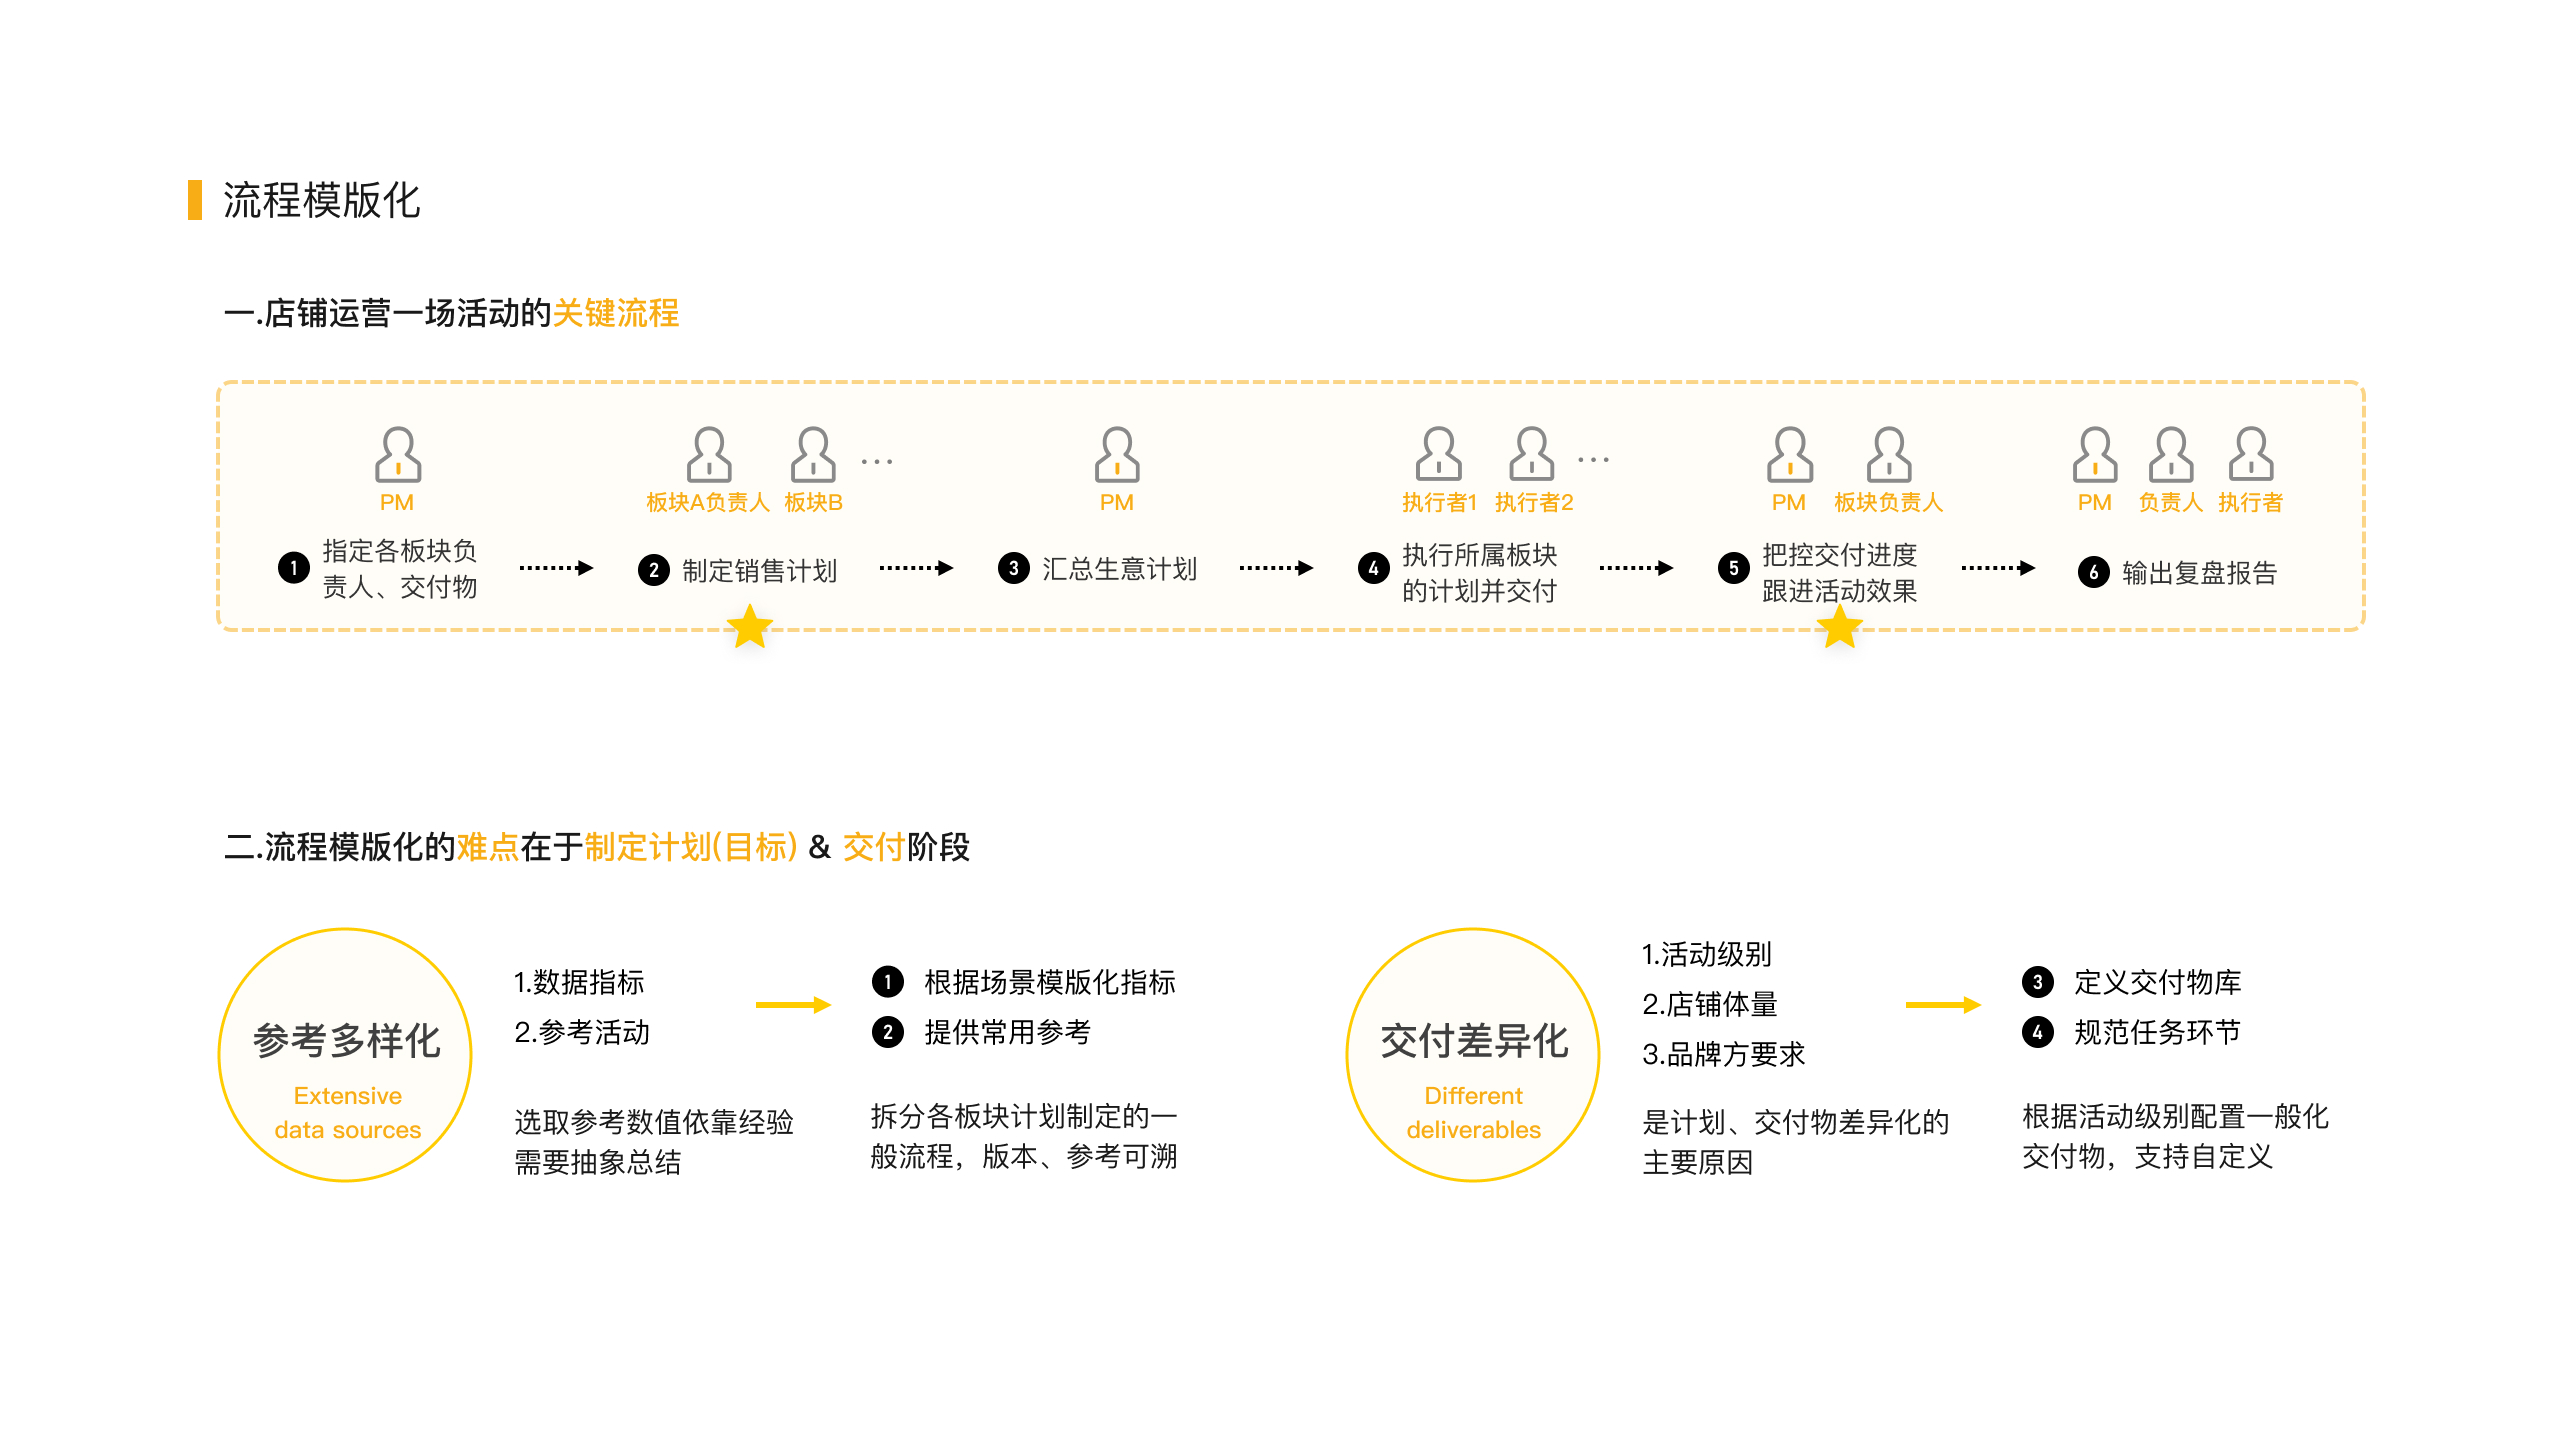 流程模版化
一.店铺运营一场活动的关键流程
PM
板块A负责人 板块B ...
PM
执行者1 执行者2 ...
PM 板块负责人
PM 负责人 执行者
1 指定各板块负
责人、交付物
2 制定销售计划
3 汇总生意计划
4 执行所属板块
的计划并交付
5 把控交付进度
跟进活动效果
6 输出复盘报告
二.流程模版化的难点在于制定计划(目标) & 交付阶段
参考多样化
Extensive
data sources
1.数据指标
2.参考活动
选取参考数值依靠经验
需要抽象总结
1 根据场景模版化指标
2 提供常用参考
拆分各板块计划制定的一
般流程，版本、参考可溯
交付差异化
Different
deliverables
1.活动级别
2.店铺体量
3.品牌方要求
是计划、交付物差异化的
主要原因
3 定义交付物库
4 规范任务环节
根据活动级别配置一般化
交付物，支持自定义